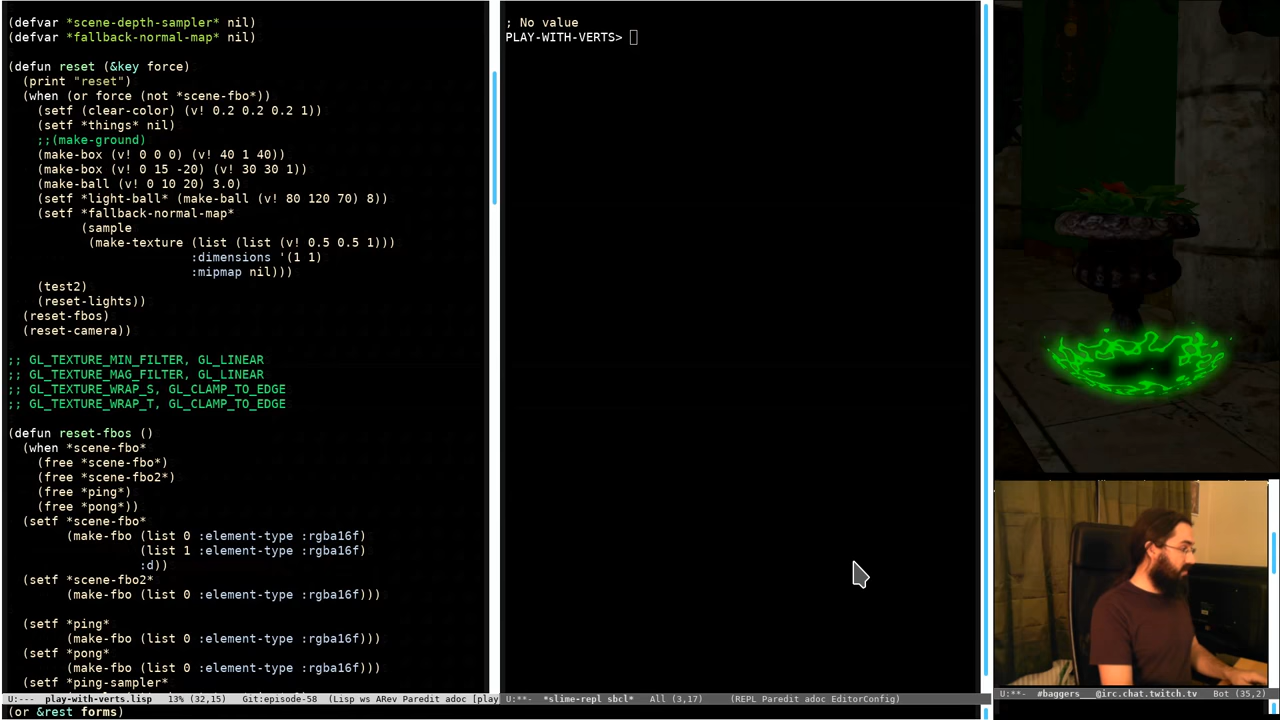 (defvar *scene-depth-sampler* nil)
(defvar *fallback-normal-map* nil)
(defun reset (&key force)
  (print "reset")
  (when (or force (not *scene-fbo*))
    (setf (clear-color) (v! 0.2 0.2 0.2 1))
    (setf *things* nil)
    ;;(make-ground)
    (make-box (v! 0 0 0) (v! 40 1 40))
    (make-box (v! 0 15 -20) (v! 30 30 1))
    (make-ball (v! 0 10 20) 3.0)
    (setf *light-ball* (make-ball (v! 80 120 70) 8))
    (setf *fallback-normal-map*
          (sample
           (make-texture (list (list (v! 0.5 0.5 1)))
                         :dimensions '(1 1)
                         :mipmap nil)))
    (test2)
    (reset-lights))
  (reset-fbos)
  (reset-camera))
;; GL_TEXTURE_MIN_FILTER, GL_LINEAR
;; GL_TEXTURE_MAG_FILTER, GL_LINEAR
;; GL_TEXTURE_WRAP_S, GL_CLAMP_TO_EDGE
;; GL_TEXTURE_WRAP_T, GL_CLAMP_TO_EDGE
(defun reset-fbos ()
  (when *scene-fbo*
    (free *scene-fbo*)
    (free *scene-fbo2*)
    (free *ping*)
    (free *pong*))
  (setf *scene-fbo*
        (make-fbo (list 0 :element-type :rgba16f)
                  (list 1 :element-type :rgba16f)
                  :d))
  (setf *scene-fbo2*
        (make-fbo (list 0 :element-type :rgba16f)))
  (setf *ping*
        (make-fbo (list 0 :element-type :rgba16f)))
  (setf *pong*
        (make-fbo (list 0 :element-type :rgba16f)))
  (setf *ping-sampler*
U:---  play-with-verts.lisp   13% (32,15)   Git:episode-58  (Lisp ws ARev Paredit adoc [play
(or &rest forms)
; No value
PLAY-WITH-VERTS>
U:**-  *slime-repl sbcl*   All (3,17)    (REPL Paredit adoc EditorConfig)
U:**-  #baggers___@irc.chat.twitch.tv   Bot (35,2)